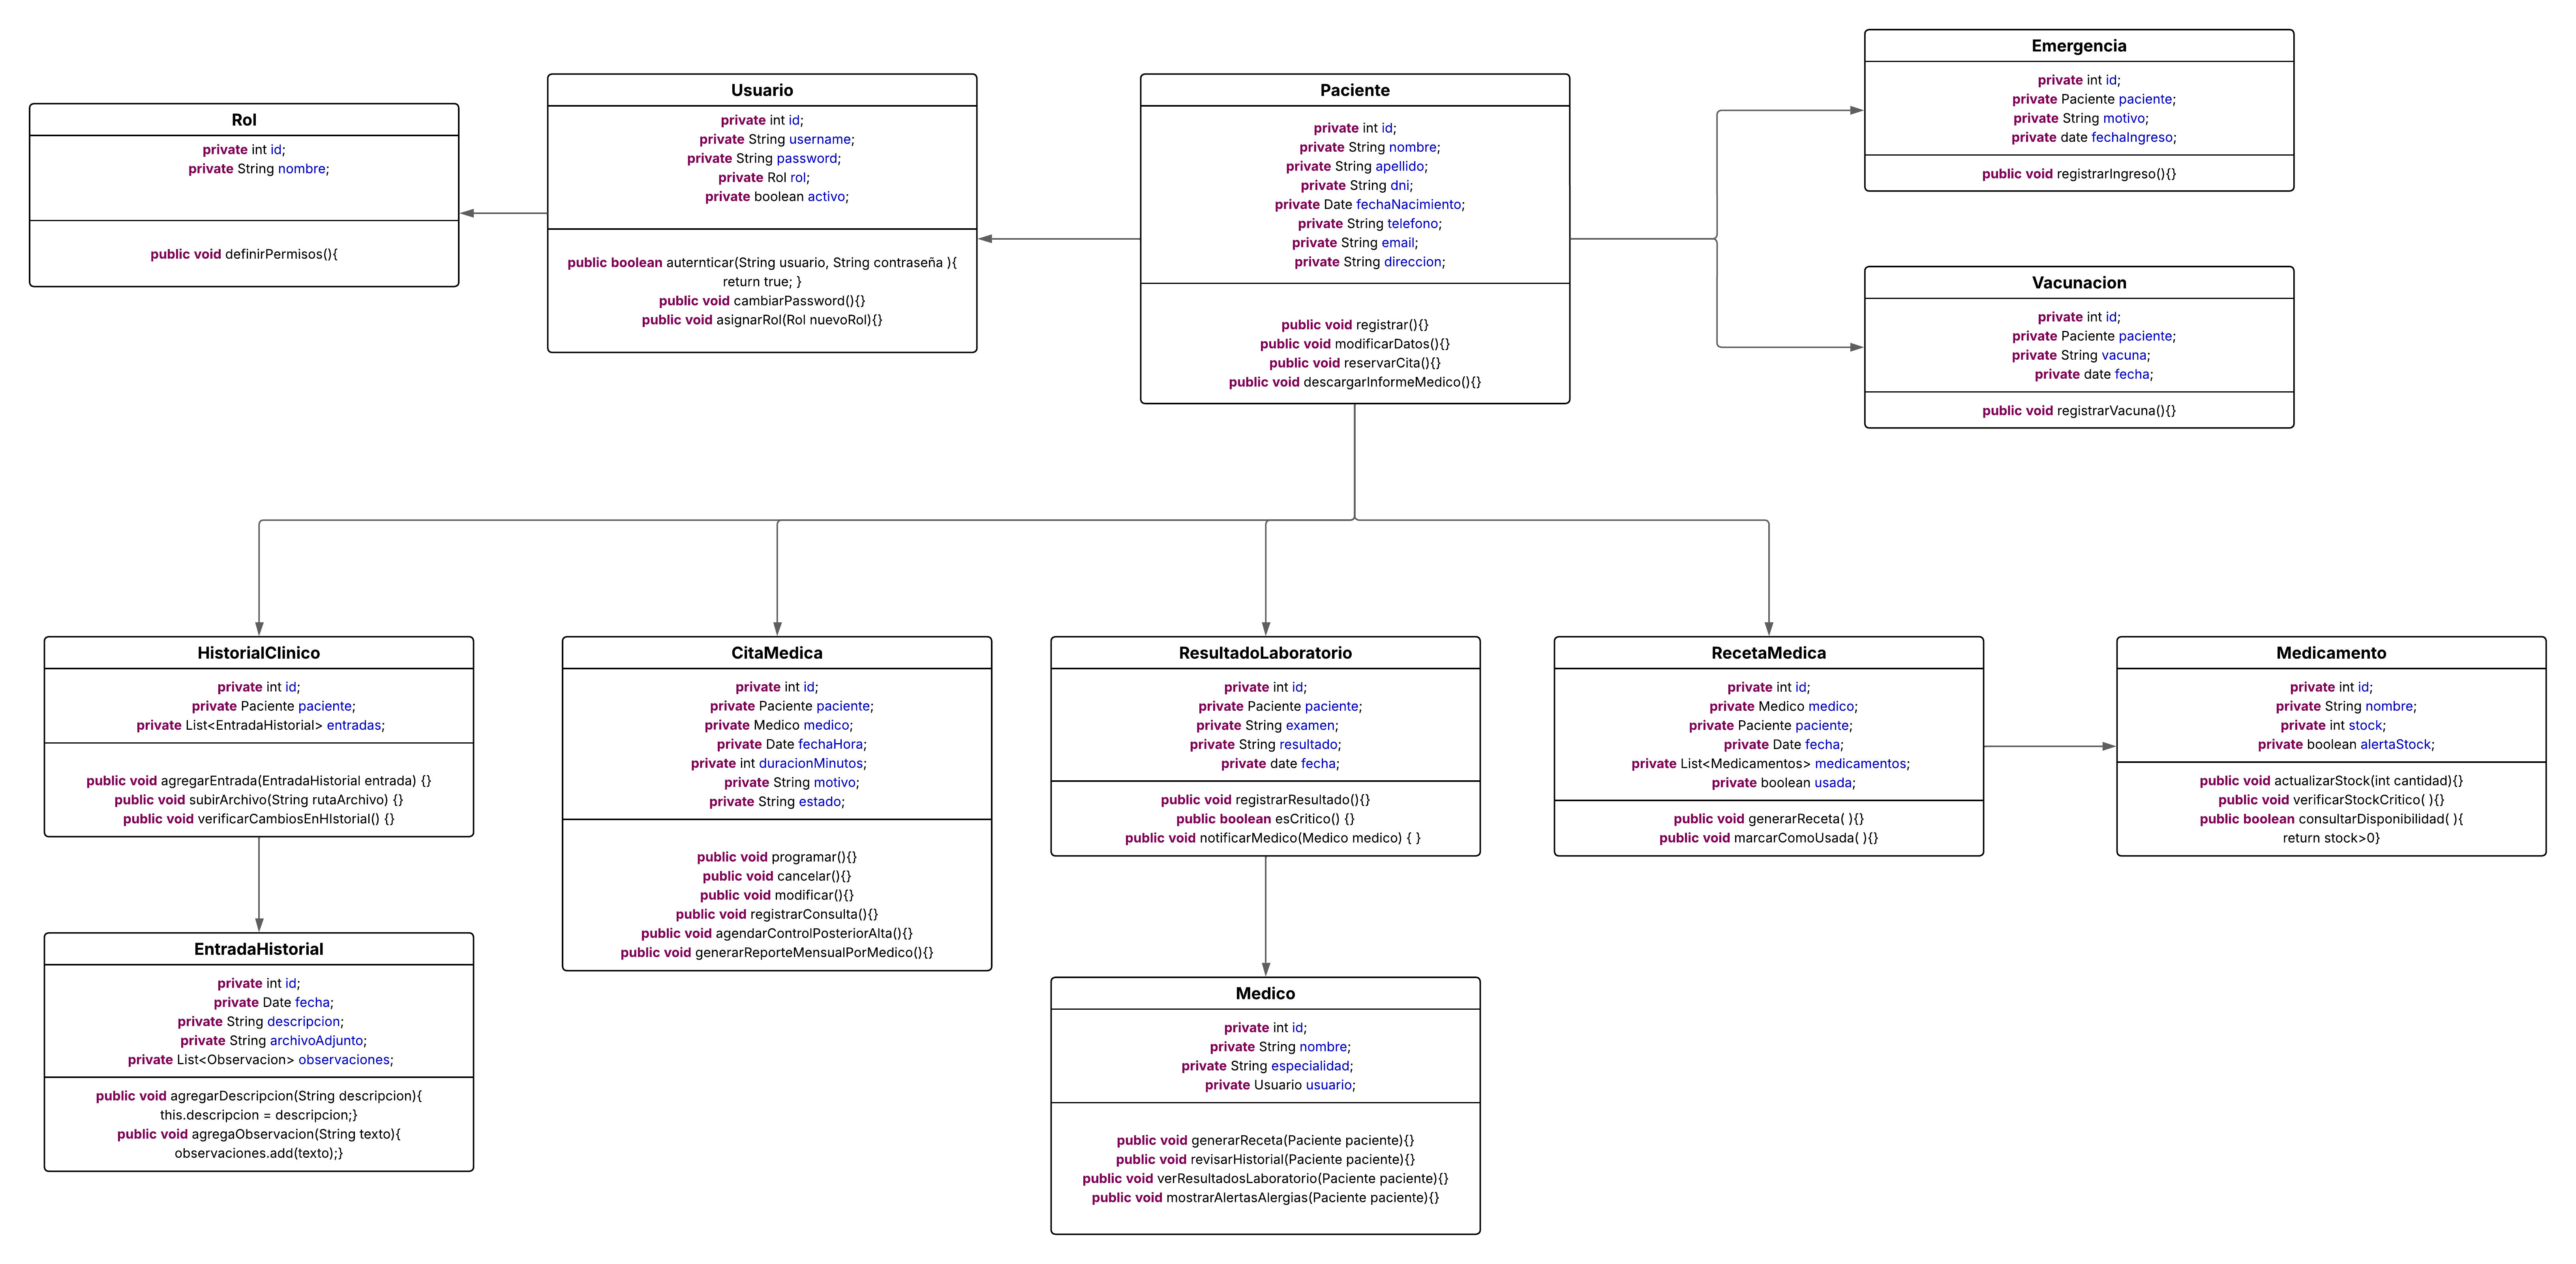 Rol
private int id;
private String nombre;
public void definirPermisos(){
Usuario
private int id;
private String username;
private String password;
private Rol rol;
private boolean activo;
public boolean auternticar(String usuario, String contraseña ){
return true; }
public void cambiarPassword(){}
public void asignarRol(Rol nuevoRol){}
Paciente
private int id;
private String nombre;
private String apellido;
private String dni;
private Date fechaNacimiento;
private String telefono;
private String email;
private String direccion;
public void registrar(){}
public void modificarDatos(){}
public void reservarCita(){}
public void descargarInformeMedico(){}
Emergencia
private int id;
private Paciente paciente;
private String motivo;
private date fechaIngreso;
public void registrarIngreso(){}
Vacunacion
private int id;
private Paciente paciente;
private String vacuna;
private date fecha;
public void registrarVacuna(){}
HistorialClinico
private int id;
private Paciente paciente;
private List<EntradaHistorial> entradas;
public void agregarEntrada(EntradaHistorial entrada) {}
public void subirArchivo(String rutaArchivo) {}
public void verificarCambiosEnHIstorial() {}
CitaMedica
private int id;
private Paciente paciente;
private Medico medico;
private Date fechaHora;
private int duracionMinutos;
private String motivo;
private String estado;
public void programar(){}
public void cancelar(){}
public void modificar(){}
public void registrarConsulta(){}
public void agendarControlPosteriorAlta(){}
public void generarReporteMensualPorMedico(){}
ResultadoLaboratorio
private int id;
private Paciente paciente;
private String examen;
private String resultado;
private date fecha;
public void registrarResultado(){}
public boolean esCritico() {}
public void notificarMedico(Medico medico) { }
RecetaMedica
private int id;
private Medico medico;
private Paciente paciente;
private Date fecha;
private List<Medicamentos> medicamentos;
private boolean usada;
public void generarReceta( ){}
public void marcarComoUsada( ){}
Medicamento
private int id;
private String nombre;
private int stock;
private boolean alertaStock;
public void actualizarStock(int cantidad){}
public void verificarStockCritico( ){}
public boolean consultarDisponibilidad( ){
return stock>0}
EntradaHistorial
private int id;
private Date fecha;
private String descripcion;
private String archivoAdjunto;
private List<Observacion> observaciones;
public void agregarDescripcion(String descripcion){
this.descripcion = descripcion;}
public void agregaObservacion(String texto){
observaciones.add(texto);}
Medico
private int id;
private String nombre;
private String especialidad;
private Usuario usuario;
public void generarReceta(Paciente paciente){}
public void revisarHistorial(Paciente paciente){}
public void verResultadosLaboratorio(Paciente paciente){}
public void mostrarAlertasAlergias(Paciente paciente){}